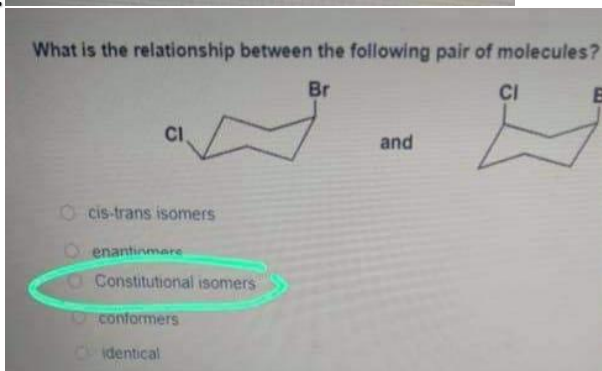 What is the relationship between the following pair of molecules?
Br
Cl
and
Cl
cis-trans isomers
enantiomers
Constitutional isomers
conformers
identical